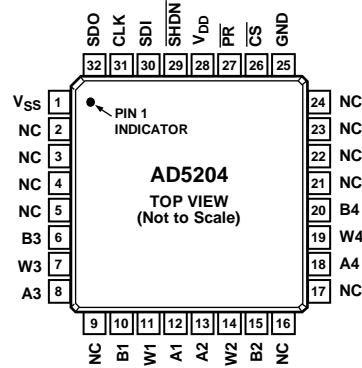 SDO CLK SDI SHDN VDD PR CS GND
32 31 30 29 28 27 26 25
VSS 1
NC 2
NC 3
NC 4
NC 5
B3 6
W3 7
A3 8
PIN 1
INDICATOR
AD5204
TOP VIEW
(Not to Scale)
24 NC
23 NC
22 NC
21 NC
20 B4
19 W4
18 A4
17 NC
9 10 11 12 13 14 15 16
NC B1 W1 A1 A2 W2 B2 NC